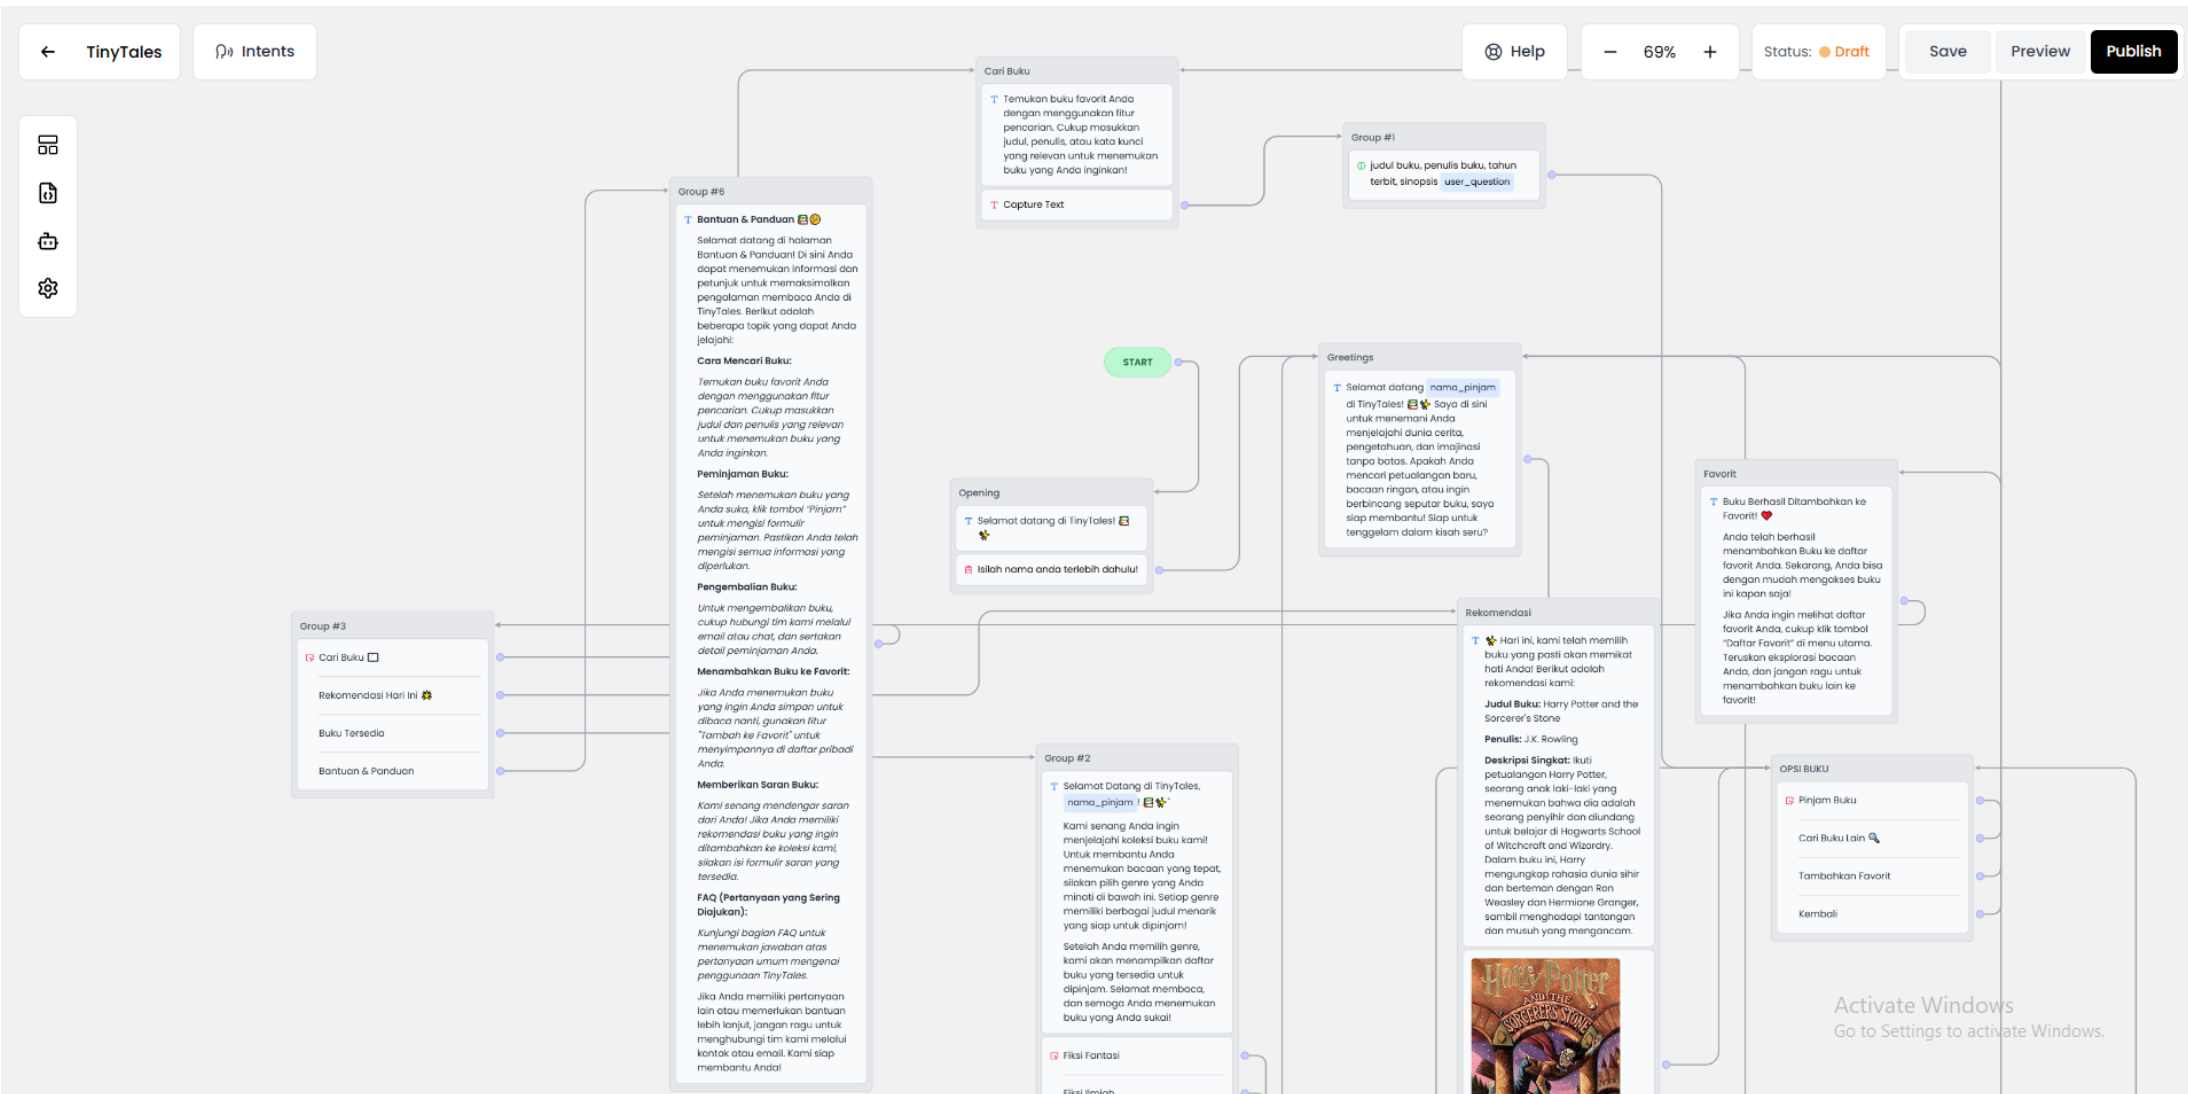 TinyTales
Intents
Help
69%
Status: Draft
Save
Preview
Publish
Cari Buku
Temukan buku favorit Anda
dengan menggunakan fitur
pencarian. Cukup masukkan
judul, penulis, atau kata kunci
yang relevan untuk menemukan
buku yang Anda inginkan!
Capture Text
Group #1
judul buku, penulis buku, tahun
terbit, sinopsis user_question
Group #6
Bantuan & Panduan
Selamat datang di halaman
Bantuan & Panduan! Di sini Anda
dapat menemukan informasi dan
petunjuk untuk memaksimalkan
pengalaman membaca Anda di
TinyTales. Berikut adalah
beberapa topik yang dapat Anda
jelajahi:
Cara Mencari Buku:
Temukan buku favorit Anda
dengan menggunakan fitur
pencarian. Cukup masukkan
judul dan penulis yang relevan
untuk menemukan buku yang
Anda inginkan.
Peminjaman Buku:
Setelah menemukan buku yang
Anda suka, klik tombol "Pinjam"
untuk mengisi formulir
peminjaman. Pastikan Anda telah
mengisi semua informasi yang
diperlukan.
Pengembalian Buku:
Untuk mengembalikan buku,
cukup hubungi tim kami melalui
email atau chat, dan sertakan
detail peminjaman Anda.
Menambahkan Buku ke Favorit:
Jika Anda menemukan buku
yang ingin Anda simpan untuk
dibaca nanti, gunakan fitur
"Tambah ke Favorit" untuk
menyimpannya di daftar pribadi
Anda.
Memberikan Saran Buku:
Kami senang mendengar saran
dari Anda! Jika Anda memiliki
rekomendasi buku yang ingin
ditambahkan ke koleksi kami,
silakan isi formulir saran yang
tersedia.
FAQ (Pertanyaan yang Sering
Diajukan):
Kunjungi bagian FAQ untuk
menemukan jawaban atas
pertanyaan umum mengenai
penggunaan TinyTales.
Jika Anda memiliki pertanyaan
lain atau memerlukan bantuan
lebih lanjut, jangan ragu untuk
menghubungi tim kami melalui
kontak atau email. Kami siap
membantu Anda!
START
Opening
Selamat datang di TinyTales!
Isilah nama anda terlebih dahulu!
Greetings
Selamat datang nama_pinjam
di TinyTales! Saya di sini
untuk menemani Anda
menjelajahi dunia cerita,
pengetahuan, dan imajinasi
tanpa batas. Apakah Anda
mencari petualangan baru,
bacaan ringan, atau ingin
berbincang seputar buku, saya
siap membantu! Siap untuk
tenggelam dalam kisah seru?
Favorit
Buku Berhasil Ditambahkan ke
Favorit!
Anda telah berhasil
menambahkan Buku ke daftar
favorit Anda. Sekarang, Anda bisa
dengan mudah mengakses buku
ini kapan saja!
Jika Anda ingin melihat daftar
favorit Anda, cukup klik tombol
"Daftar Favorit" di menu utama.
Teruskan eksplorasi bacaan
Anda, dan jangan ragu untuk
menambahkan buku lain ke
favorit!
Group #3
Cari Buku
Rekomendasi Hari Ini
Buku Tersedia
Bantuan & Panduan
Rekomendasi
Hari ini, kami telah memilih
buku yang pasti akan memikat
hati Anda! Berikut adalah
rekomendasi kami:
Judul Buku: Harry Potter and the
Sorcerer's Stone
Penulis: J.K. Rowling
Deskripsi Singkat: Ikuti
petualangan Harry Potter,
seorang anak laki-laki yang
menemukan bahwa dia adalah
seorang penyihir dan diundang
untuk belajar di Hogwarts School
of Witchcraft and Wizardry.
Dalam buku ini, Harry
mengungkap rahasia dunia sihir
dan berteman dengan Ron
Weasley dan Hermione Granger,
sambil menghadapi tantangan
dan musuh yang mengancam.
Harry Potter
AND THE
SORCERER'S STONE
Group #2
Selamat Datang di TinyTales,
nama_pinjam ! "
Kami senang Anda ingin
menjelajahi koleksi buku kami!
Untuk membantu Anda
menemukan bacaan yang tepat,
silakan pilih genre yang Anda
minati di bawah ini. Setiap genre
memiliki berbagai judul menarik
yang siap untuk dipinjam!
Setelah Anda memilih genre,
kami akan menampilkan daftar
buku yang tersedia untuk
dipinjam. Selamat membaca,
dan semoga Anda menemukan
buku yang Anda sukai!
Fiksi Fantasi
Fiksi Ilmiah
OPSI BUKU
Pinjam Buku
Cari Buku Lain
Tambahkan Favorit
Kembali
Activate Windows
Go to Settings to activate Windows.